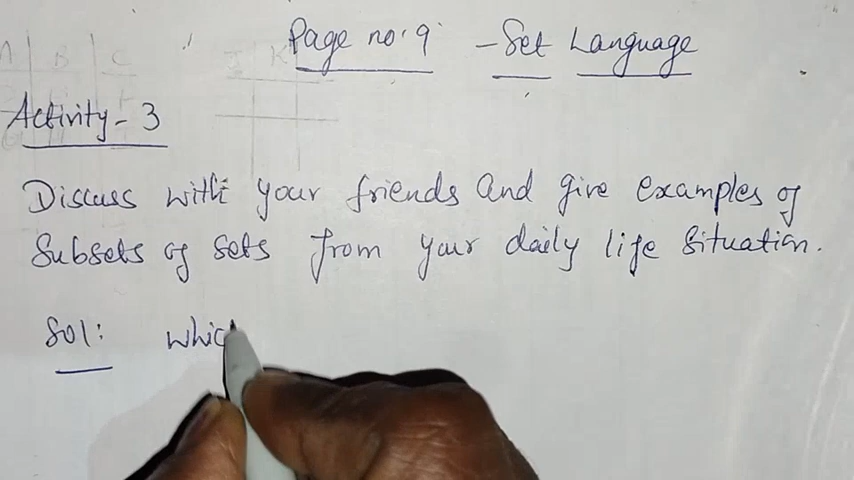 Page no: 9 - Set Language
Activity - 3
Discuss with your friends and give examples of
Subsets of sets from your daily life situation.
Sol: Whic